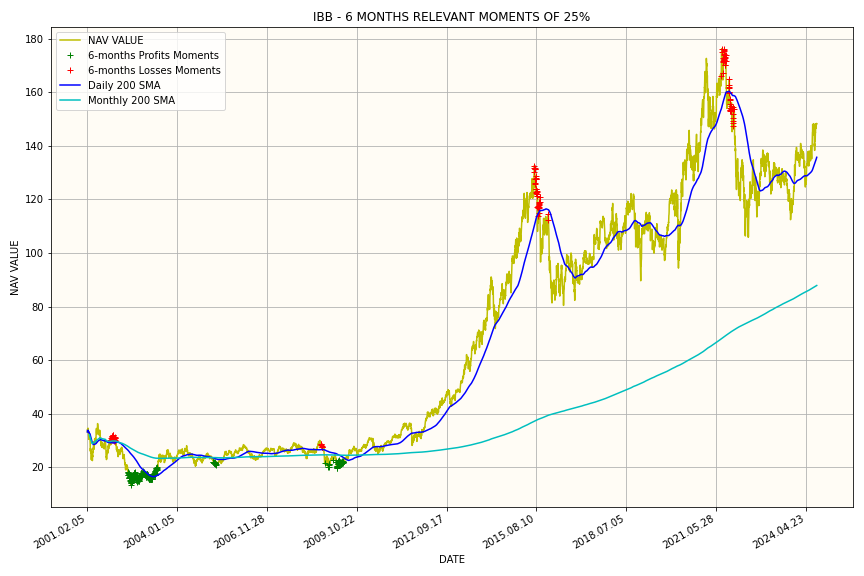 IBB - 6 MONTHS RELEVANT MOMENTS OF 25%
NAV VALUE
6-months Profits Moments
6-months Losses Moments
Daily 200 SMA
Monthly 200 SMA
180
160
140
120
100
80
60
40
20
NAV VALUE
2001.02.05
2004.01.05
2006.11.28
2009.10.22
2012.09.17
2015.08.10
2018.07.05
2021.05.28
2024.04.23
DATE